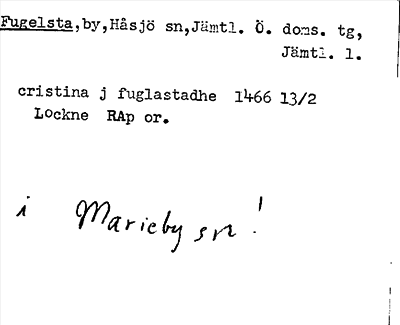 Fugelsta,by,Håsjö sn,Jämtl. Ö. doms. tg,
Jämtl. l.
cristina j fuglastadhe 1466 13/2
Lockne RAp or.
i Marieby sn!